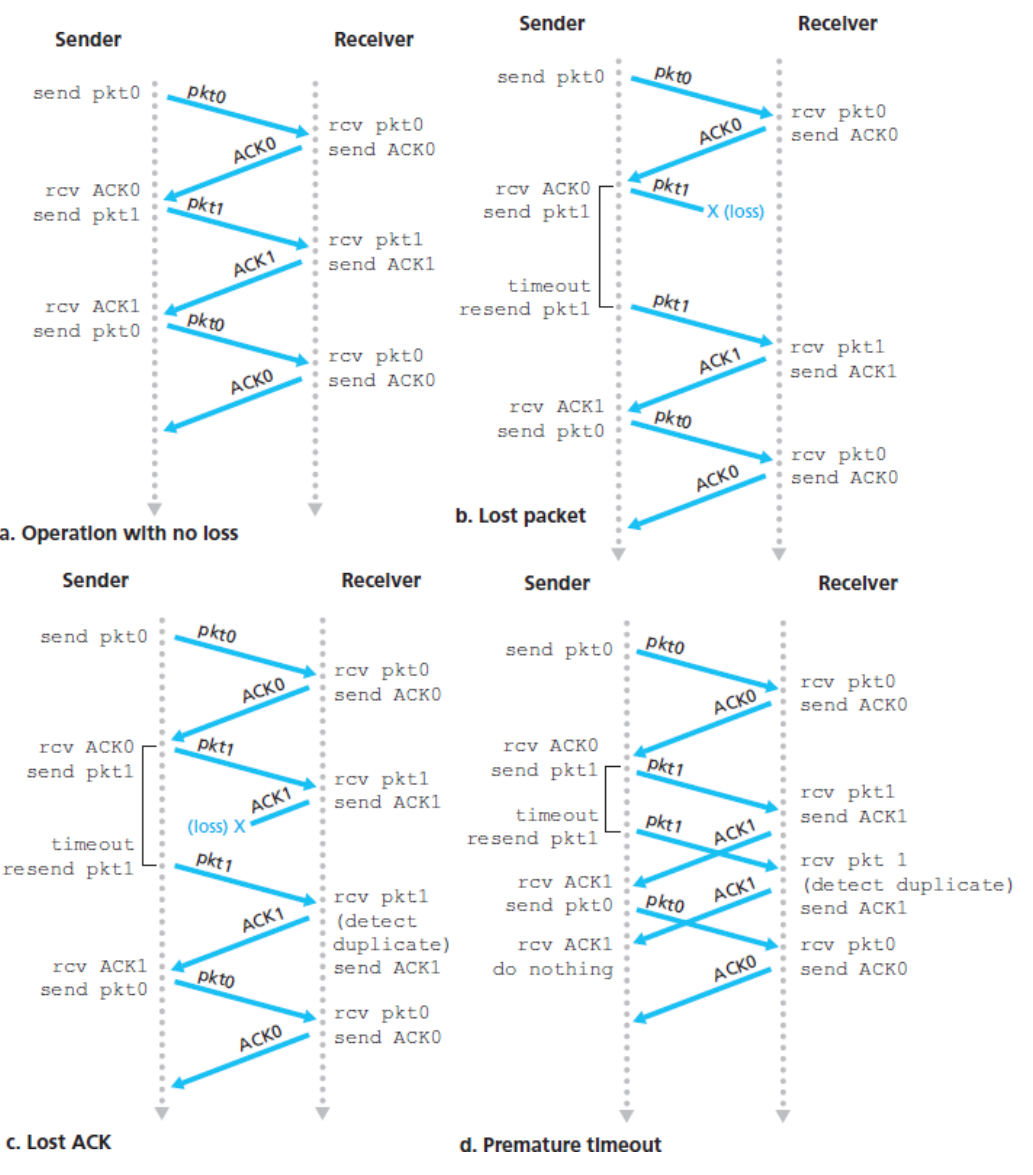 Sender
Receiver
send pkt0
pkt0
rcv pkt0
send ACK0
ACK0
rcv ACK0
send pkt1
pkt1
rcv pkt1
send ACK1
ACK1
rcv ACK1
send pkt0
pkt0
rcv pkt0
send ACK0
ACK0
a. Operation with no loss
Sender
Receiver
send pkt0
pkt0
rcv pkt0
send ACK0
ACK0
rcv ACK0
send pkt1
pkt1
X (loss)
timeout
resend pkt1
pkt1
rcv pkt1
send ACK1
ACK1
rcv ACK1
send pkt0
pkt0
rcv pkt0
send ACK0
ACK0
b. Lost packet
Sender
Receiver
send pkt0
pkt0
rcv pkt0
send ACK0
ACK0
rcv ACK0
send pkt1
pkt1
rcv pkt1
send ACK1
ACK1
(loss) X
timeout
resend pkt1
pkt1
rcv pkt1
(detect
duplicate)
send ACK1
ACK1
rcv ACK1
send pkt0
pkt0
rcv pkt0
send ACK0
ACK0
c. Lost ACK
Sender
Receiver
send pkt0
pkt0
rcv pkt0
send ACK0
ACK0
rcv ACK0
send pkt1
pkt1
rcv pkt1
send ACK1
ACK1
timeout
resend pkt1
pkt1
rcv pkt 1
(detect duplicate)
send ACK1
ACK1
rcv ACK1
send pkt0
pkt0
rcv ACK1
do nothing
rcv pkt0
send ACK0
ACK0
d. Premature timeout